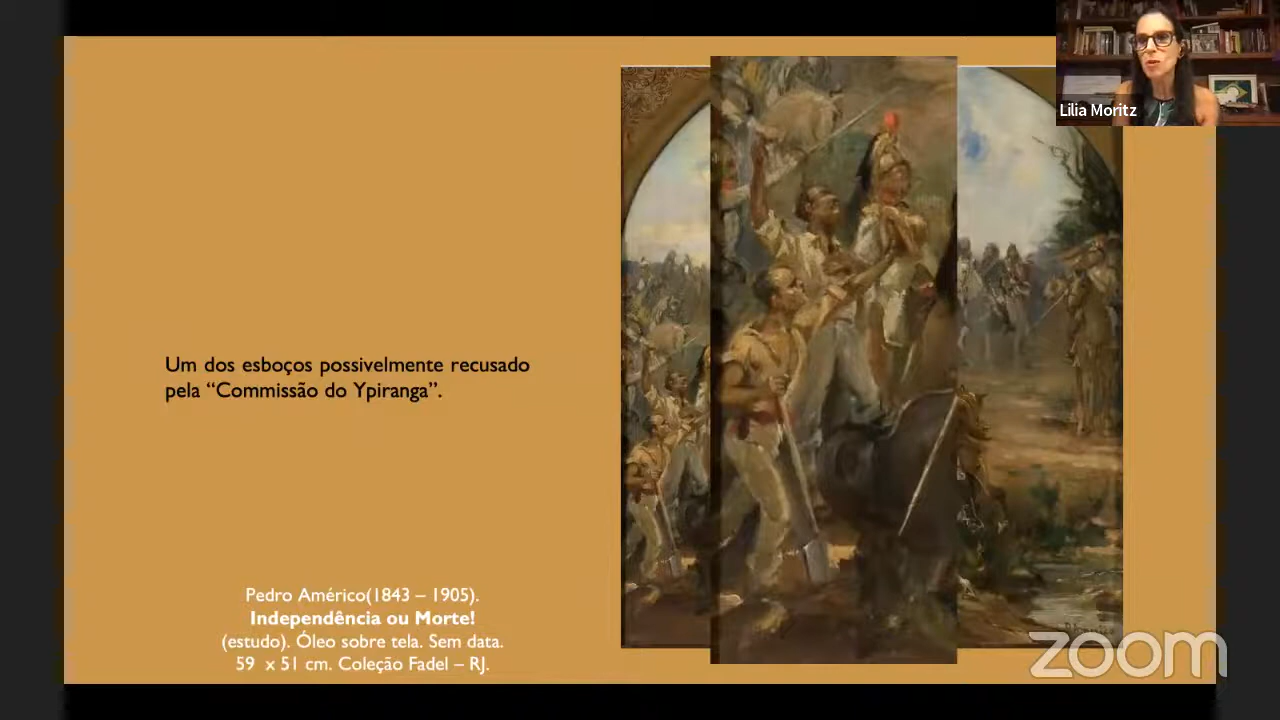 Lilia Moritz
Um dos esboços possivelmente recusado
pela “Commissão do Ypiranga”.
Pedro Américo(1843 – 1905).
Independência ou Morte!
(estudo). Óleo sobre tela. Sem data.
59 x 51 cm. Coleção Fadel – RJ.
zoom